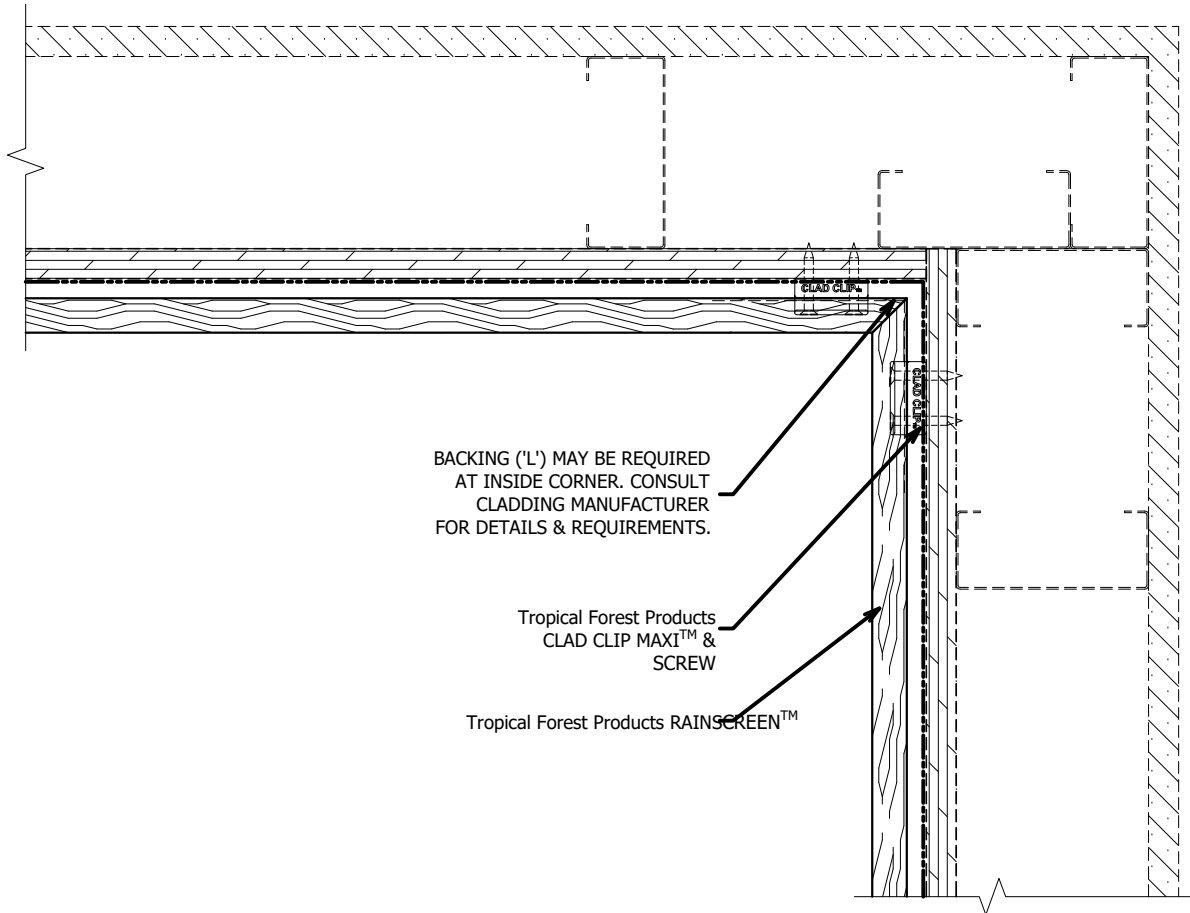 CLAD CLIP
CLAD CLIP
BACKING ('L') MAY BE REQUIRED
AT INSIDE CORNER. CONSULT
CLADDING MANUFACTURER
FOR DETAILS & REQUIREMENTS.
Tropical Forest Products
CLAD CLIP MAXI™ &
SCREW
Tropical Forest Products RAINSCREEN™